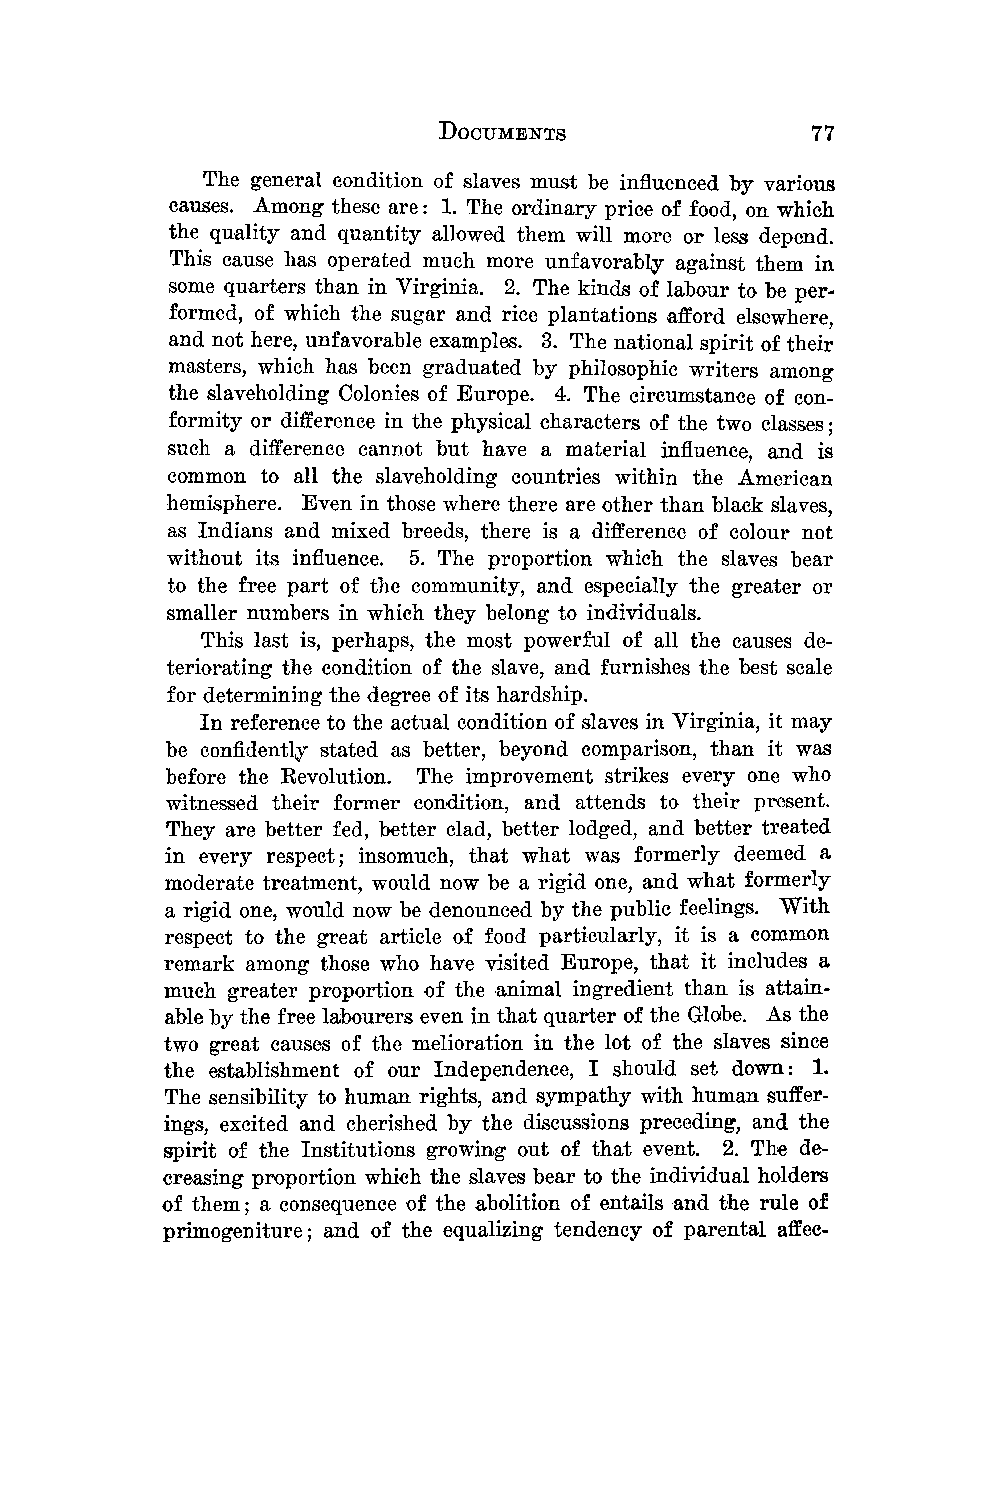 DOCUMENTS 77
The general condition of slaves must be influenced by various
causes. Among these are: 1. The ordinary price of food, on which
the quality and quantity allowed them will more or less depend.
This cause has operated much more unfavorably against them in
some quarters than in Virginia. 2. The kinds of labour to be per-
formed, of which the sugar and rice plantations afford elsewhere,
and not here, unfavorable examples. 3. The national spirit of their
masters, which has been graduated by philosophic writers among
the slaveholding Colonies of Europe. 4. The circumstance of con-
formity or difference in the physical characters of the two classes;
such a difference cannot but have a material influence, and is
common to all the slaveholding countries within the American
hemisphere. Even in those where there are other than black slaves,
as Indians and mixed breeds, there is a difference of colour not
without its influence. 5. The proportion which the slaves bear
to the free part of the community, and especially the greater or
smaller numbers in which they belong to individuals.
This last is, perhaps, the most powerful of all the causes de-
teriorating the condition of the slave, and furnishes the best scale
for determining the degree of its hardship.
In reference to the actual condition of slaves in Virginia, it may
be confidently stated as better, beyond comparison, than it was
before the Revolution. The improvement strikes every one who
witnessed their former condition, and attends to their present.
They are better fed, better clad, better lodged, and better treated
in every respect; insomuch, that what was formerly deemed a
moderate treatment, would now be a rigid one, and what formerly
a rigid one, would now be denounced by the public feelings. With
respect to the great article of food particularly, it is a common
remark among those who have visited Europe, that it includes a
much greater proportion of the animal ingredient than is attain-
able by the free labourers even in that quarter of the Globe. As the
two great causes of the melioration in the lot of the slaves since
the establishment of our Independence, I should set down: 1.
The sensibility to human rights, and sympathy with human suffer-
ings, excited and cherished by the discussions preceding, and the
spirit of the Institutions growing out of that event. 2. The de-
creasing proportion which the slaves bear to the individual holders
of them; a consequence of the abolition of entails and the rule of
primogeniture; and of the equalizing tendency of parental affec-